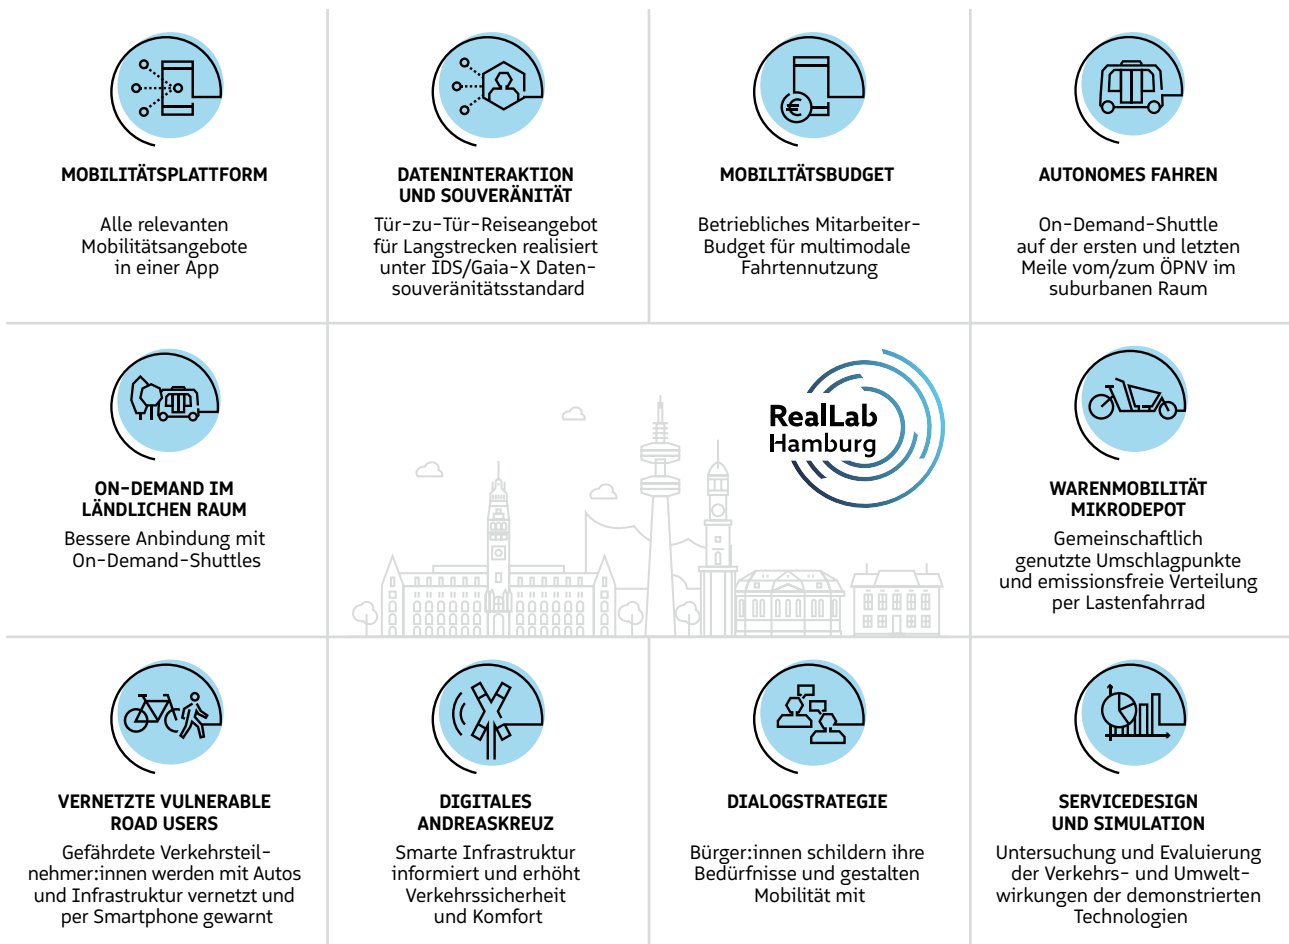 MOBILITÄTSPLATTFORM
Alle relevanten
Mobilitätsangebote
in einer App
DATENINTERAKTION
UND SOUVERÄNITÄT
Tür-zu-Tür-Reiseangebot
für Langstrecken realisiert
unter IDS/Gaia-X Daten-
souveränitätsstandard
MOBILITÄTSBUDGET
Betriebliches Mitarbeiter-
Budget für multimodale
Fahrtennutzung
AUTONOMES FAHREN
On-Demand-Shuttle
auf der ersten und letzten
Meile vom/zum ÖPNV im
suburbanen Raum
ON-DEMAND IM
LÄNDLICHEN RAUM
Bessere Anbindung mit
On-Demand-Shuttles
RealLab
Hamburg
WARENMOBILITÄT
MIKRODEPOT
Gemeinschaftlich
genutzte Umschlagpunkte
und emissionsfreie Verteilung
per Lastenfahrrad
VERNETZTE VULNERABLE
ROAD USERS
Gefährdete Verkehrsteil-
nehmer:innen werden mit Autos
und Infrastruktur vernetzt und
per Smartphone gewarnt
DIGITALES
ANDREASKREUZ
Smarte Infrastruktur
informiert und erhöht
Verkehrssicherheit
und Komfort
DIALOGSTRATEGIE
Bürger:innen schildern ihre
Bedürfnisse und gestalten
Mobilität mit
SERVICEDESIGN
UND SIMULATION
Untersuchung und Evaluierung
der Verkehrs- und Umwelt-
wirkungen der demonstrierten
Technologien